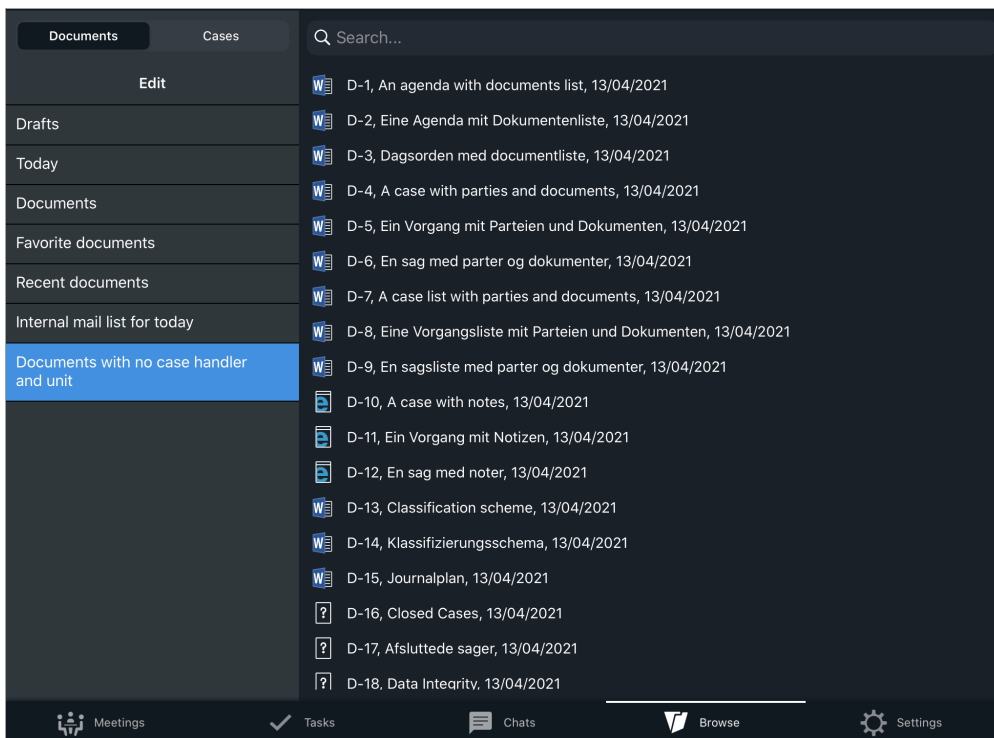 Documents
Cases
Edit
Drafts
Today
Documents
Favorite documents
Recent documents
Internal mail list for today
Documents with no case handler
and unit
Search...
D-1, An agenda with documents list, 13/04/2021
D-2, Eine Agenda mit Dokumentenliste, 13/04/2021
D-3, Dagsorden med documentliste, 13/04/2021
D-4, A case with parties and documents, 13/04/2021
D-5, Ein Vorgang mit Parteien und Dokumenten, 13/04/2021
D-6, En sag med parter og dokumenter, 13/04/2021
D-7, A case list with parties and documents, 13/04/2021
D-8, Eine Vorgangsliste mit Parteien und Dokumenten, 13/04/2021
D-9, En sagsliste med parter og dokumenter, 13/04/2021
D-10, A case with notes, 13/04/2021
D-11, Ein Vorgang mit Notizen, 13/04/2021
D-12, En sag med noter, 13/04/2021
D-13, Classification scheme, 13/04/2021
D-14, Klassifizierungsschema, 13/04/2021
D-15, Journalplan, 13/04/2021
D-16, Closed Cases, 13/04/2021
D-17, Afsluttede sager, 13/04/2021
D-18, Data Integrity, 13/04/2021
Meetings
Tasks
Chats
Browse
Settings